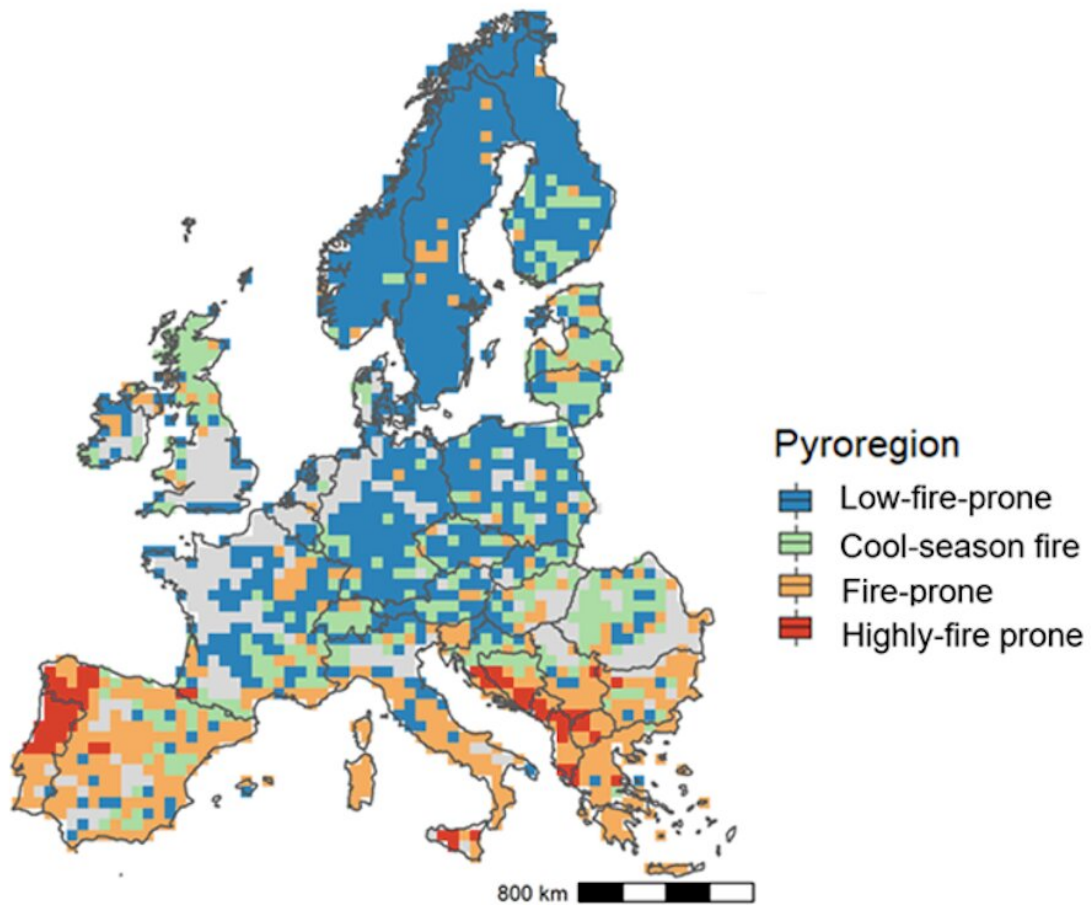 Pyroregion
Low-fire-prone
Cool-season fire
Fire-prone
Highly-fire prone
800 km